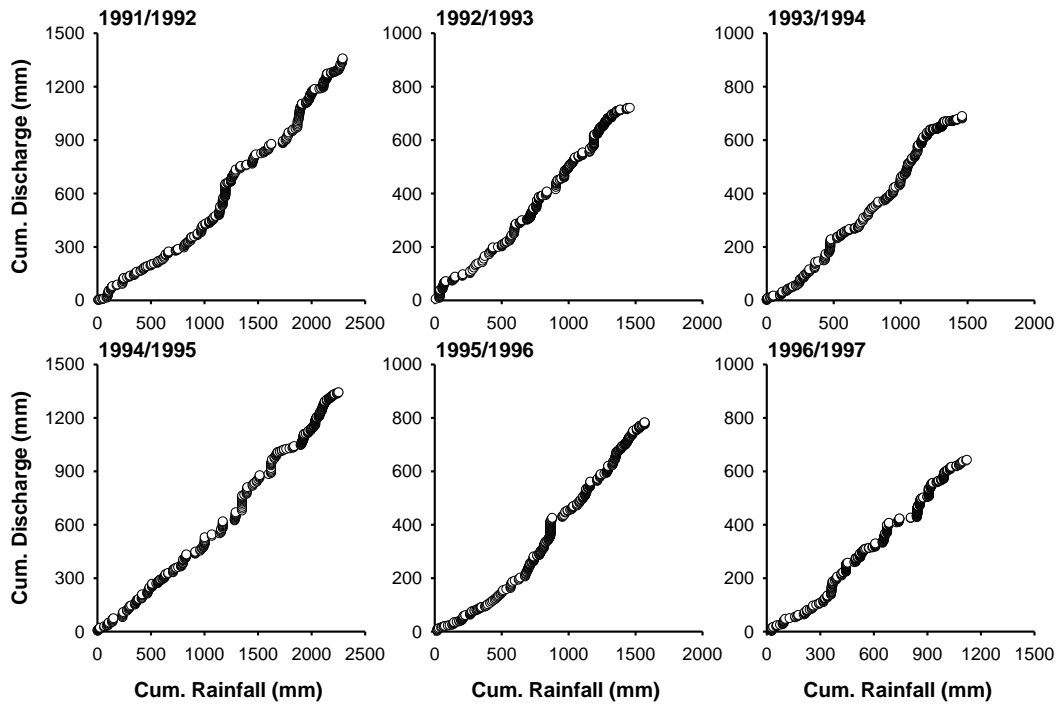 1991/1992 1992/1993 1993/1994
1500 1000 1000
1200 800 800
900 600 600
600 400 400
300 200 200
0 0 0
0 500 1000 1500 2000 2500 0 500 1000 1500 2000 0 500 1000 1500 2000
Cum. Discharge (mm)
1994/1995 1995/1996 1996/1997
1500 1000 1000
1200 800 800
900 600 600
600 400 400
300 200 200
0 0 0
0 500 1000 1500 2000 2500 0 500 1000 1500 2000 0 300 600 900 1200 1500
Cum. Discharge (mm)
Cum. Rainfall (mm) Cum. Rainfall (mm) Cum. Rainfall (mm)